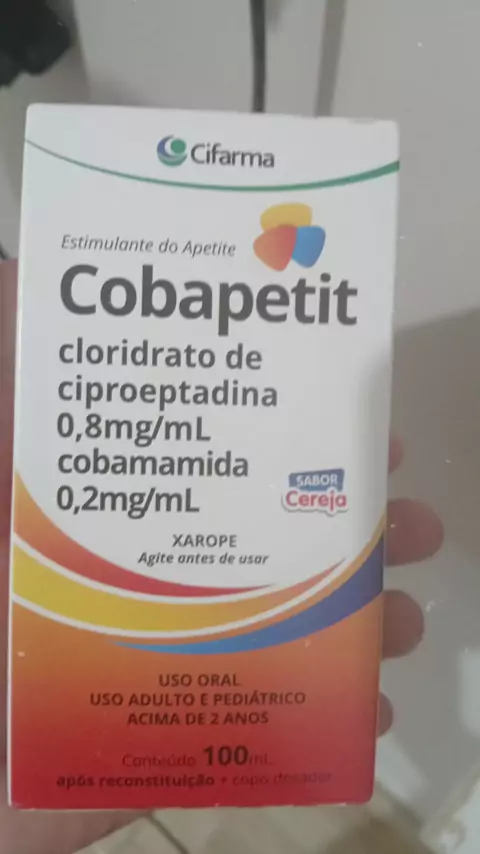 Cifarma
Estimulante do Apetite
Cobapetit
cloridrato de
ciproeptadina
0,8mg/mL
cobamamida
0,2mg/mL
SABOR
Cereja
XAROPE
Agite antes de usar
USO ORAL
USO ADULTO E PEDIÁTRICO
ACIMA DE 2 ANOS
Conteúdo 100mL
após reconstituição + copo dosador